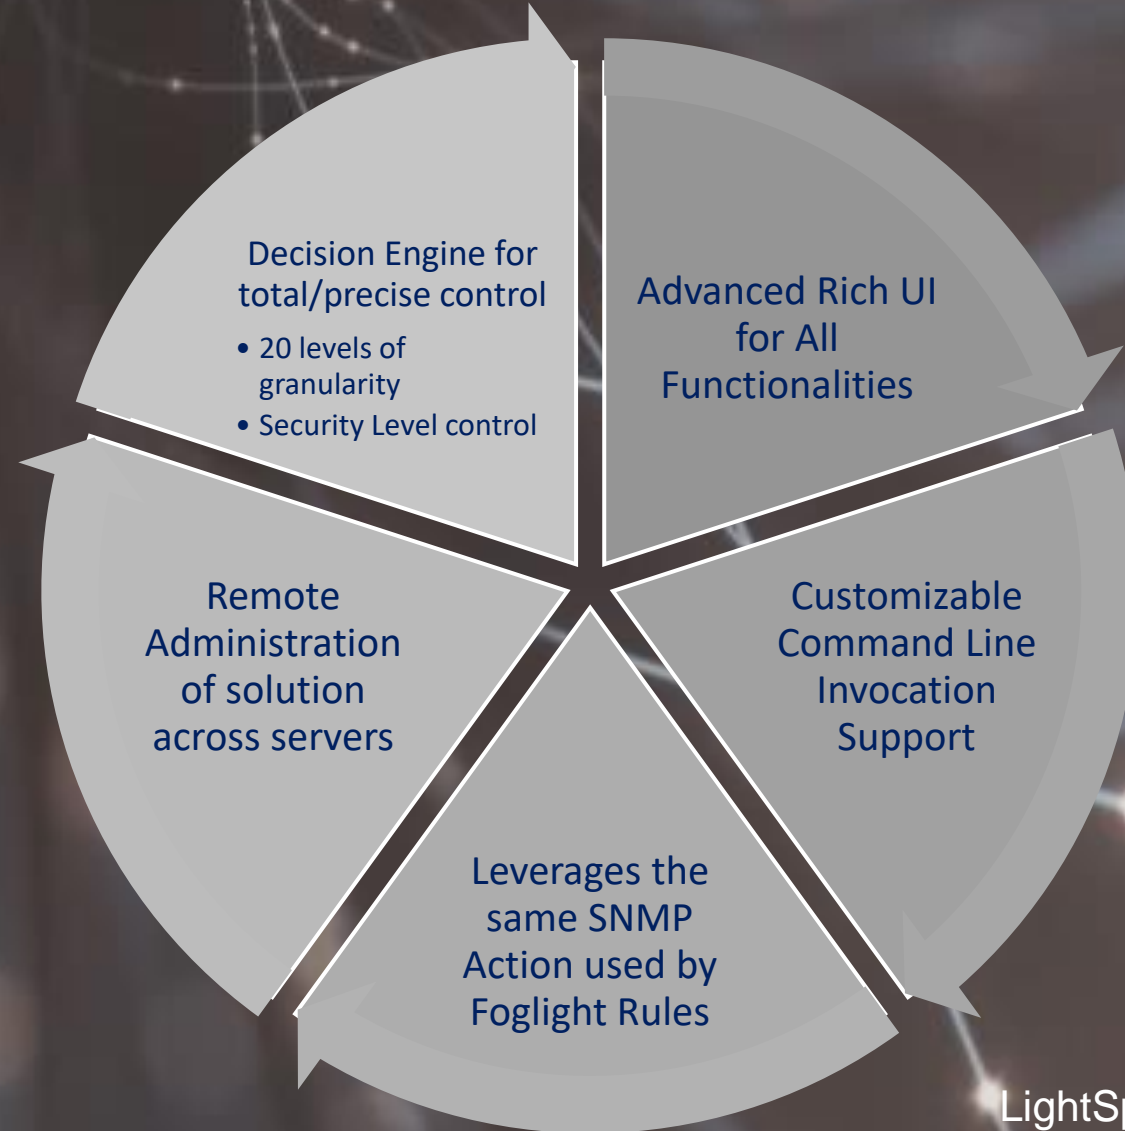 Decision Engine for
total/precise control
• 20 levels of
granularity
• Security Level control
Advanced Rich UI
for All
Functionalities
Customizable
Command Line
Invocation
Support
Leverages the
same SNMP
Action used by
Foglight Rules
Remote
Administration
of solution
across servers